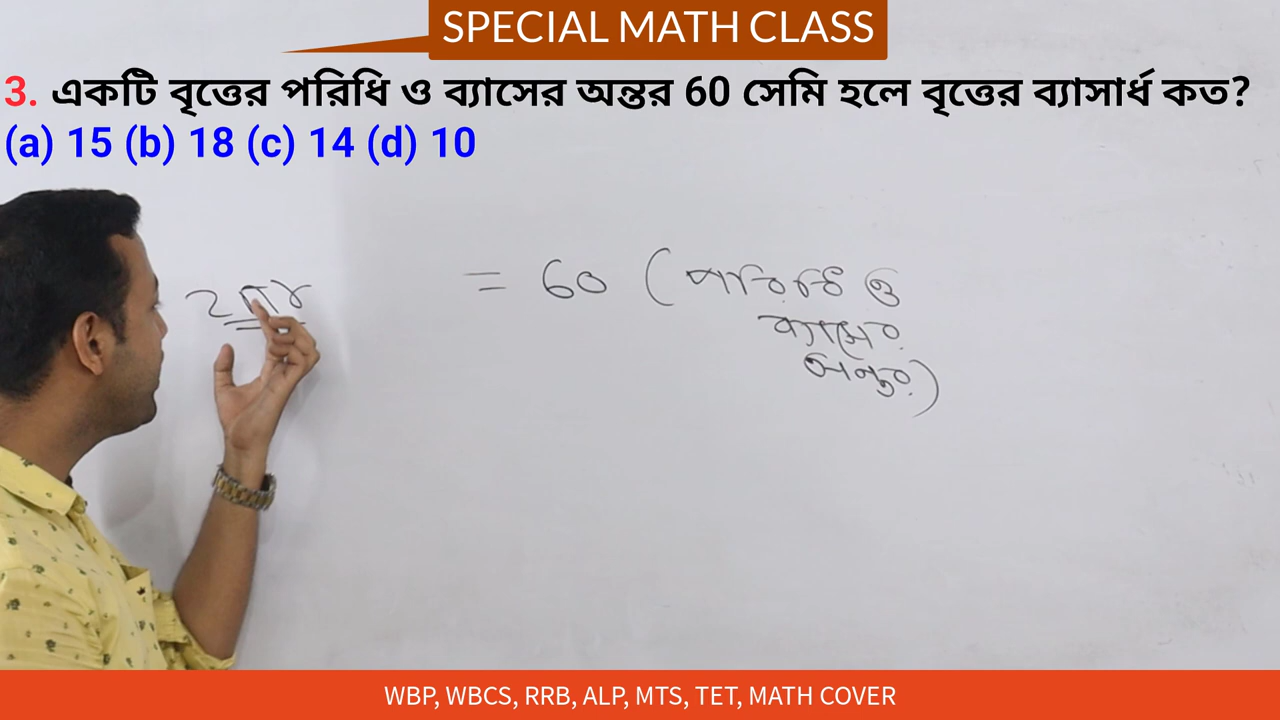 SPECIAL MATH CLASS
3. একটি বৃত্তের পরিধি ও ব্যাসের অন্তর 60 সেমি হলে বৃত্তের ব্যাসার্ধ কত?
(a) 15 (b) 18 (c) 14 (d) 10
2πr = 60 (পরিধি ও
ব্যাসের
অন্তর)
WBP, WBCS, RRB, ALP, MTS, TET, MATH COVER